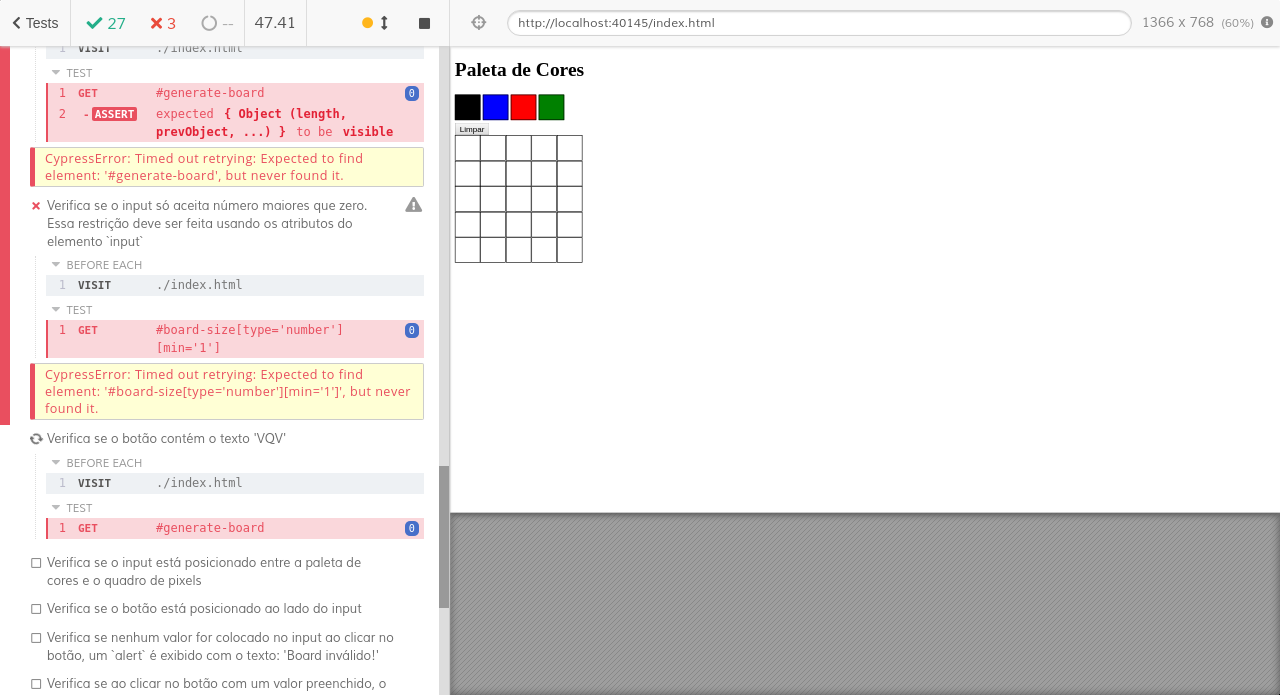 Tests 27 3 -- 47.41
http://localhost:40145/index.html 1366 x 768 (60%)
1 VISIT ./index.html
TEST
1 GET #generate-board 0
2 -ASSERT expected { Object (length,
prevObject, ...) } to be visible
CypressError: Timed out retrying: Expected to find
element: '#generate-board', but never found it.
Verifica se o input só aceita número maiores que zero.
Essa restrição deve ser feita usando os atributos do
elemento `input`
BEFORE EACH
1 VISIT ./index.html
TEST
1 GET #board-size[type='number'] 0
[min='1']
CypressError: Timed out retrying: Expected to find
element: '#board-size[type='number'][min='1']', but never
found it.
Verifica se o botão contém o texto 'VQV'
BEFORE EACH
1 VISIT ./index.html
TEST
1 GET #generate-board 0
Verifica se o input está posicionado entre a paleta de
cores e o quadro de pixels
Verifica se o botão está posicionado ao lado do input
Verifica se nenhum valor for colocado no input ao clicar no
botão, um `alert` é exibido com o texto: 'Board inválido!'
Verifica se ao clicar no botão com um valor preenchido, o
Paleta de Cores
Limpar